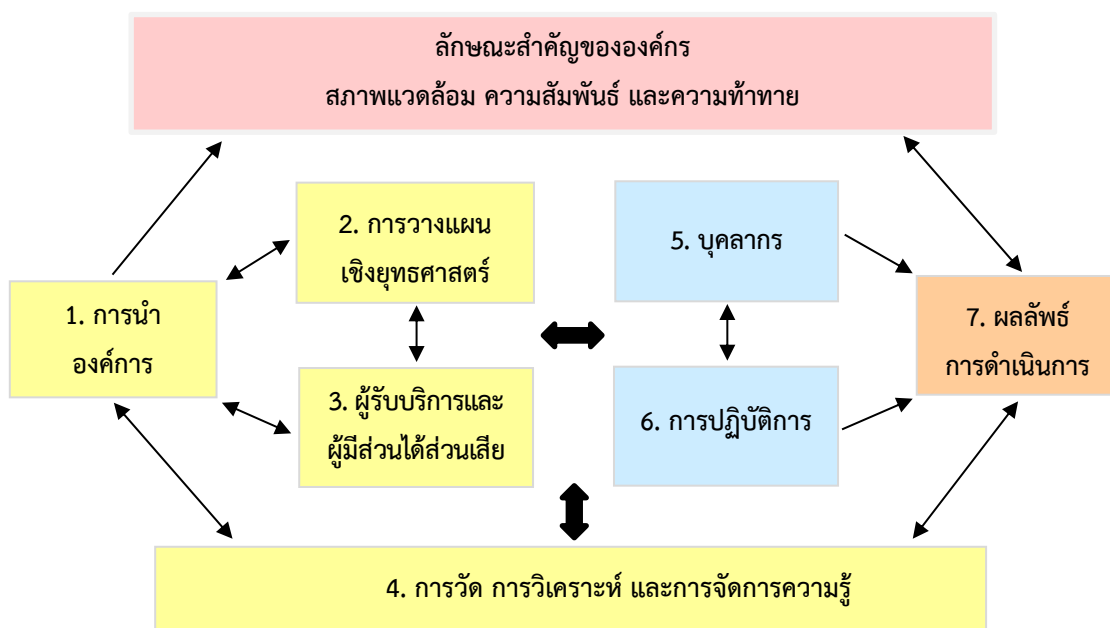 ลักษณะสำคัญขององค์กร
สภาพแวดล้อม ความสัมพันธ์ และความท้าทาย
2. การวางแผน
เชิงยุทธศาสตร์
5. บุคลากร
1. การนำ
องค์การ
7. ผลลัพธ์
การดำเนินการ
3. ผู้รับบริการและ
ผู้มีส่วนได้ส่วนเสีย
6. การปฏิบัติการ
4. การวัด การวิเคราะห์ และการจัดการความรู้